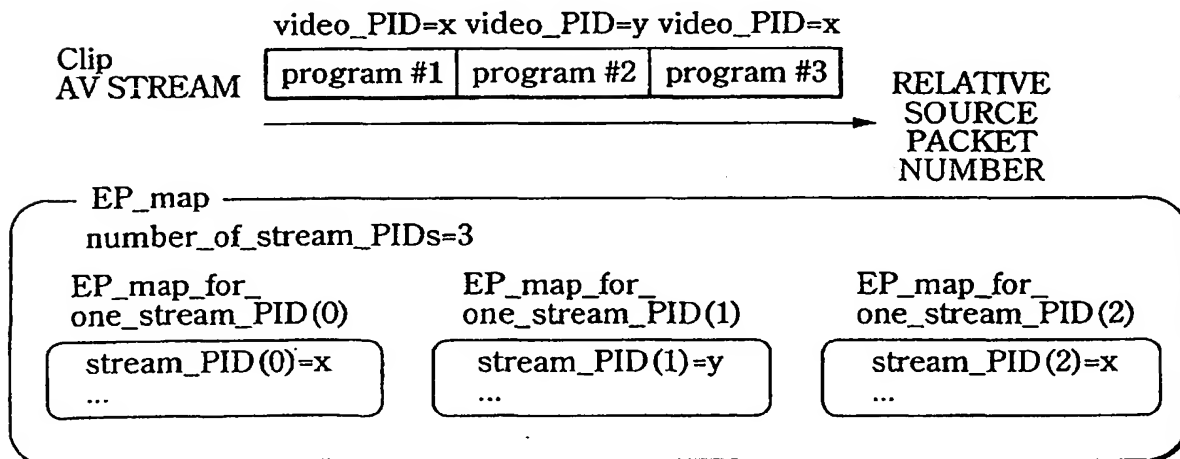 video_PID=x video_PID=y video_PID=x
Clip
AV STREAM
program #1 program #2 program #3
RELATIVE
SOURCE
PACKET
NUMBER
EP_map
number_of_stream_PIDs=3
EP_map_for_
one_stream_PID(0)
stream_PID(0)=x
...
EP_map_for_
one_stream_PID(1)
stream_PID(1)=y
...
EP_map_for_
one_stream_PID(2)
stream_PID(2)=x
...